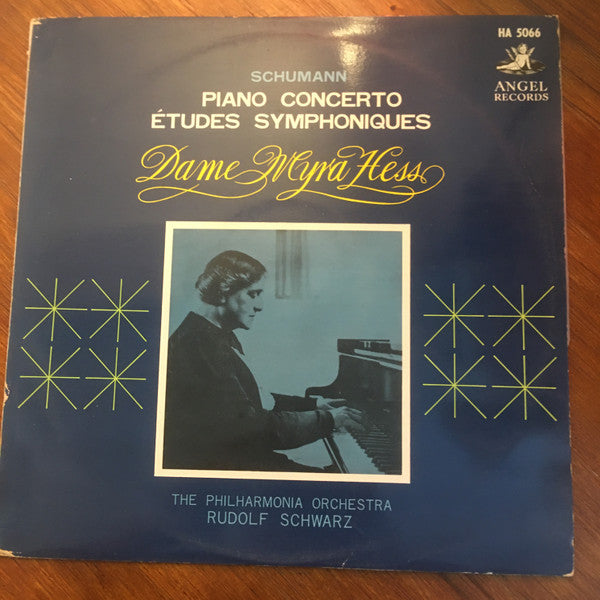 HA 5066
ANGEL
RECORDS
SCHUMANN
PIANO CONCERTO
ÉTUDES SYMPHONIQUES
Dame Myra Hess
THE PHILHARMONIA ORCHESTRA
RUDOLF SCHWARZ